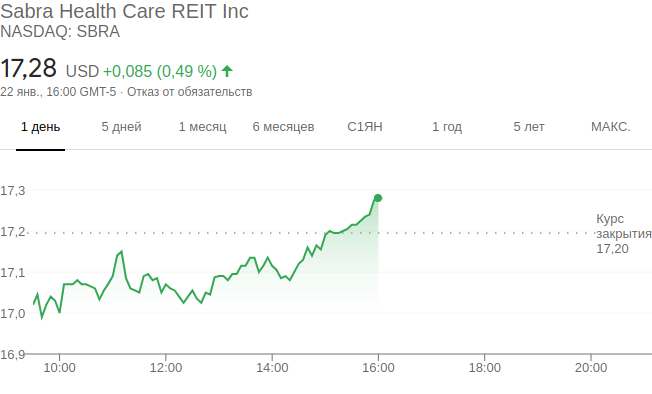 Sabra Health Care REIT Inc
NASDAQ: SBRA
17,28 USD +0,085 (0,49 %)
22 янв., 16:00 GMT-5 · Отказ от обязательств
1 день 5 дней 1 месяц 6 месяцев С1ЯН 1 год 5 лет МАКС.
17,3
17,2
17,1
17,0
16,9
Курс
закрытия
17,20
10:00 12:00 14:00 16:00 18:00 20:00